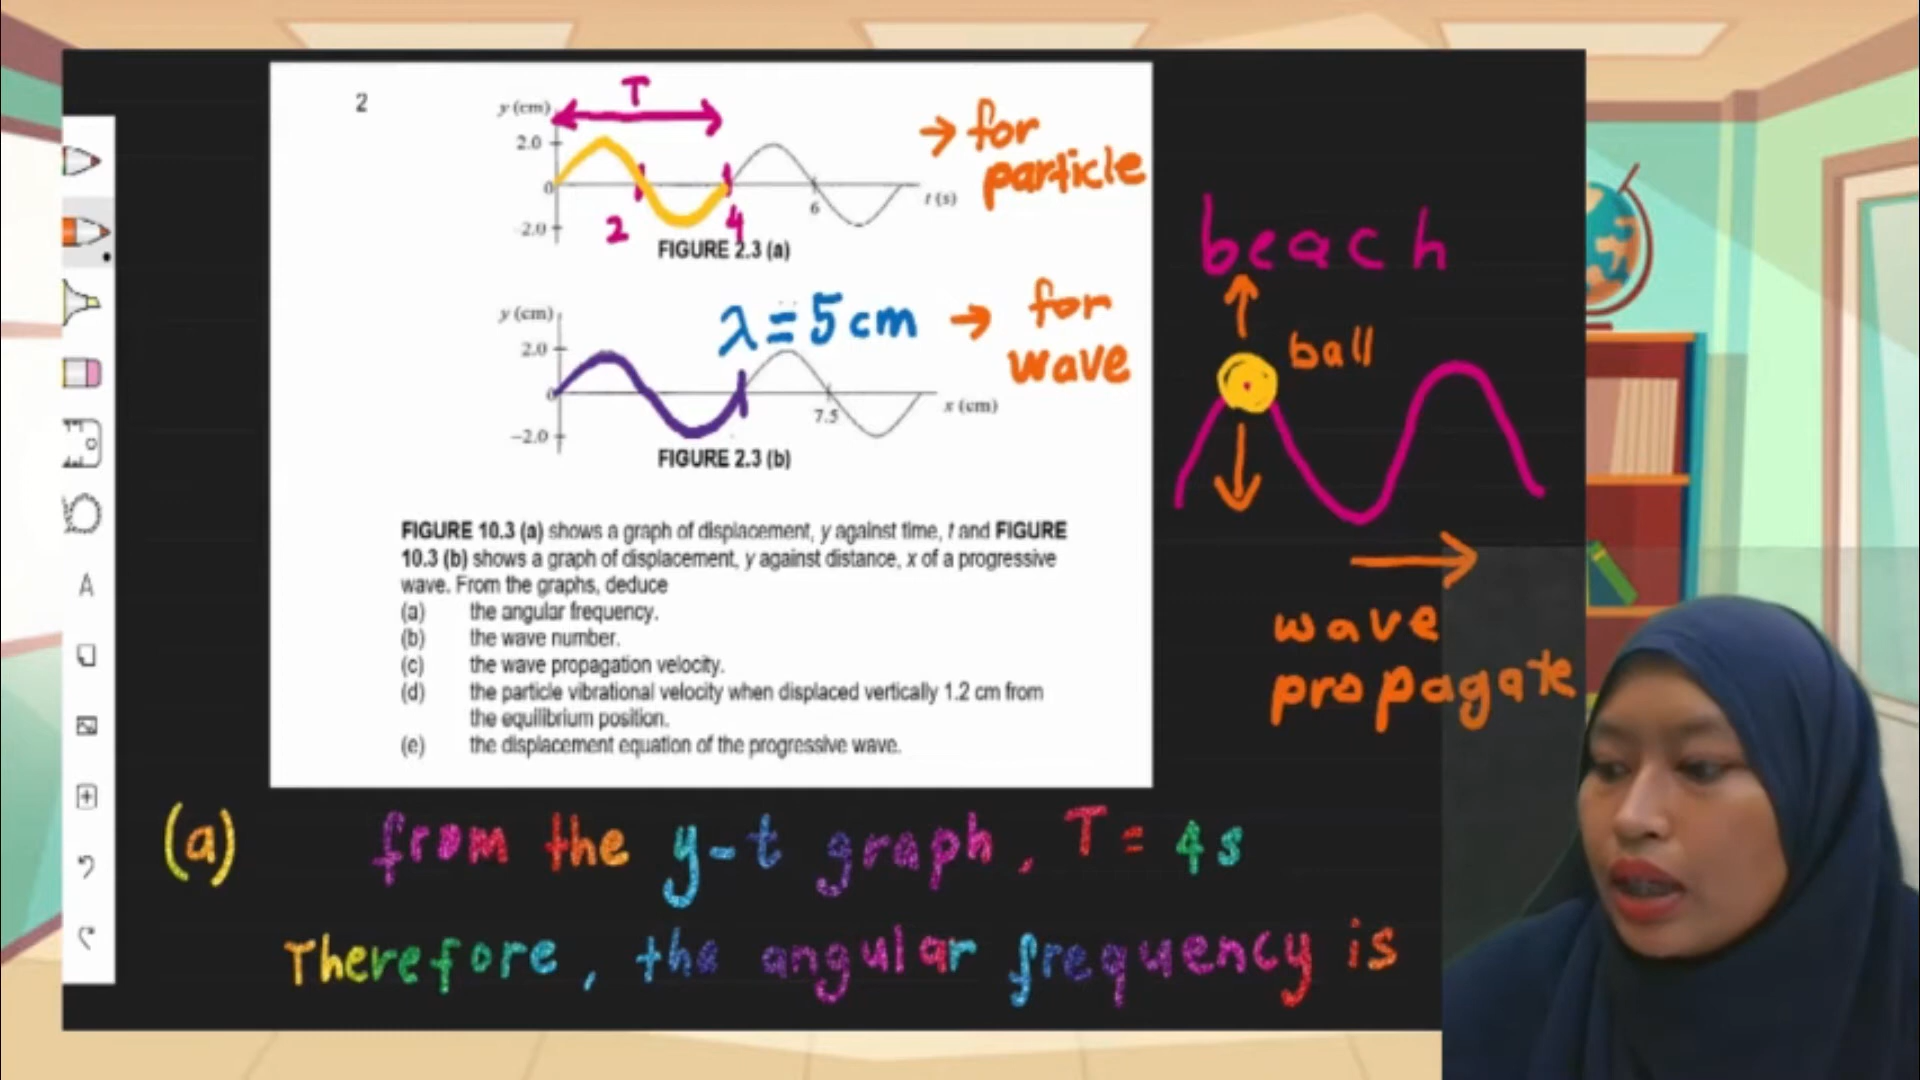 2
T
y (cm)
2.0
0
-2.0
2
4
6
t (s)
→ for
particle
FIGURE 2.3 (a)
y (cm)
2.0
0
-2.0
λ = 5 cm → for
wave
7.5
x (cm)
FIGURE 2.3 (b)
FIGURE 10.3 (a) shows a graph of displacement, y against time, t and FIGURE
10.3 (b) shows a graph of displacement, y against distance, x of a progressive
wave. From the graphs, deduce
(a) the angular frequency.
(b) the wave number.
(c) the wave propagation velocity.
(d) the particle vibrational velocity when displaced vertically 1.2 cm from
the equilibrium position.
(e) the displacement equation of the progressive wave.
beach
ball
wave
propagate
(a) from the y-t graph, T = 4s
Therefore, the angular frequency is
A